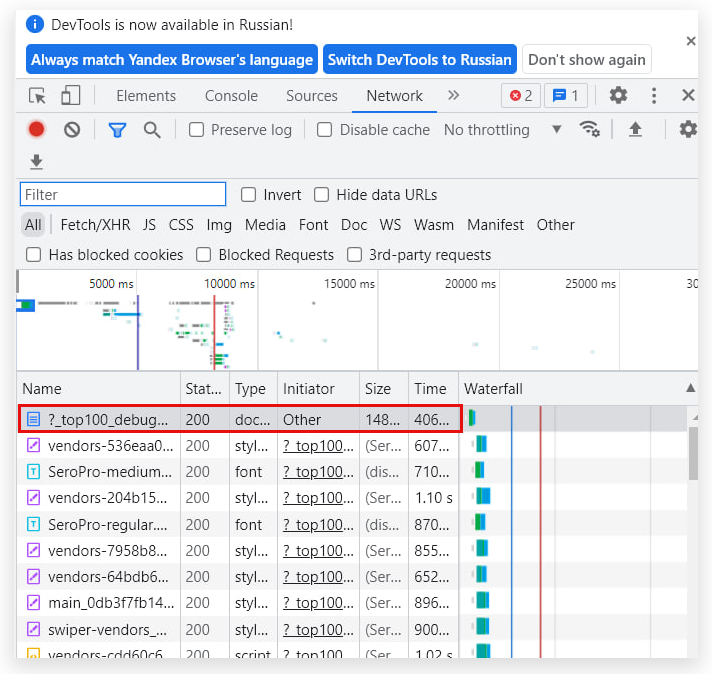 DevTools is now available in Russian!
Always match Yandex Browser's language Switch DevTools to Russian Don't show again
Elements Console Sources Network 2 1
Preserve log Disable cache No throttling
Filter Invert Hide data URLs
All Fetch/XHR JS CSS Img Media Font Doc WS Wasm Manifest Other
Has blocked cookies Blocked Requests 3rd-party requests
5000 ms 10000 ms 15000 ms 20000 ms 25000 ms 30
Name Stat... Type Initiator Size Time Waterfall
?_top100_debug... 200 doc... Other 148... 406...
vendors-536eaa0... 200 styl... ?_top100... (Ser... 607...
SeroPro-medium... 200 font ?_top100... (dis... 710...
vendors-204b15... 200 styl... ?_top100... (Ser... 1.10 s
SeroPro-regular.... 200 font ?_top100... (dis... 870...
vendors-7958b8... 200 styl... ?_top100... (Ser... 855...
vendors-64bdb6... 200 styl... ?_top100... (Ser... 652...
main_0db3f7fb14... 200 styl... ?_top100... (Ser... 896...
swiper-vendors_... 200 styl... ?_top100... (Ser... 900...
vendors-cdd60c6... 200 script ?_top100... (Ser... 1.02 s